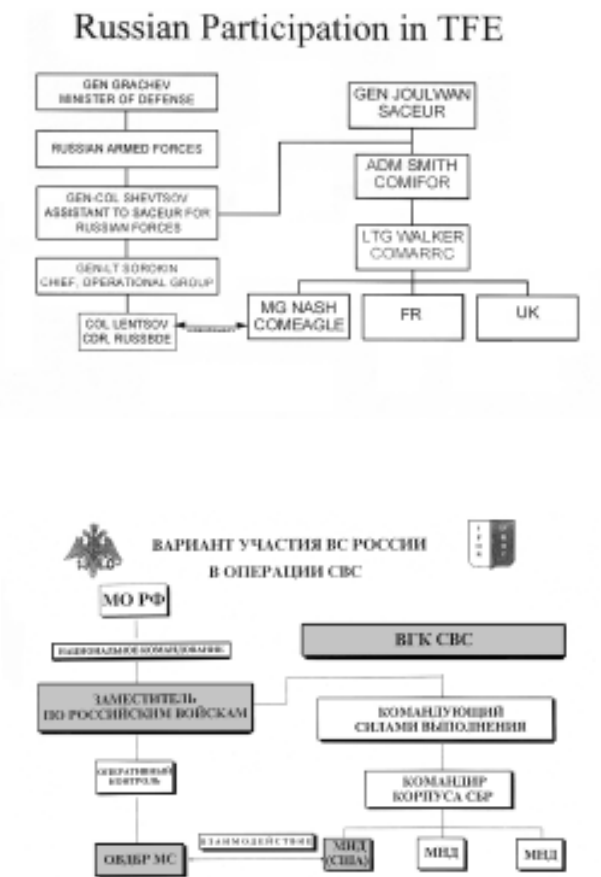 Russian Participation in TFE
GEN GRACHEV
MINISTER OF DEFENSE
RUSSIAN ARMED FORCES
GEN-COL SHEVTSOV
ASSISTANT TO SACEUR FOR
RUSSIAN FORCES
GEN-LT SOROKIN
CHIEF, OPERATIONAL GROUP
COL LENTSOV
CDR, RUSSBDE
GEN JOULWAN
SACEUR
ADM SMITH
COMIFOR
LTG WALKER
COMARRC
MG NASH
COMEAGLE
FR
UK
ВАРИАНТ УЧАСТИЯ ВС РОССИИ
В ОПЕРАЦИИ СВС
МО РФ
НАЦИОНАЛЬНОЕ КОМАНДОВАНИЕ
ЗАМЕСТИТЕЛЬ
ПО РОССИЙСКИМ ВОЙСКАМ
ОПЕРАТИВНЫЙ
КОНТРОЛЬ
ОВДБР МС
ВГК СВС
КОМАНДУЮЩИЙ
СИЛАМИ ВЫПОЛНЕНИЯ
КОМАНДИР
КОРПУСА СБР
ВЗАИМОДЕЙСТВИЕ
МНД
(США)
МНД
МНД